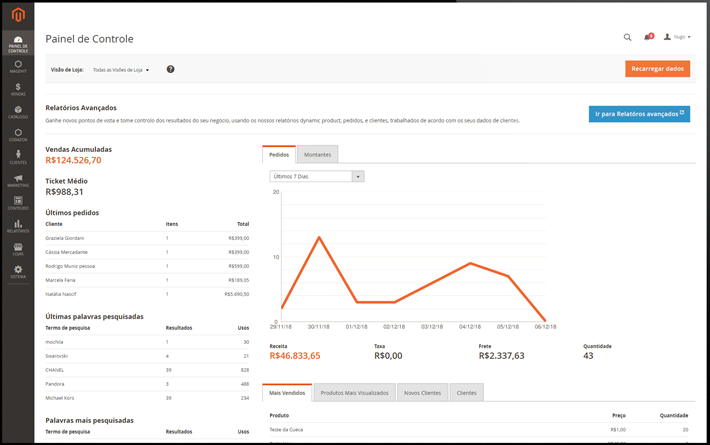 Painel de Controle
8
hugo
PAINEL DE CONTROLE
MAGEHIT
VENDAS
CATÁLOGO
CODAZON
CLIENTES
MARKETING
CONTEÚDO
RELATÓRIOS
LOJAS
SISTEMA
Visão de Loja: Todas as Visões de Loja ?
Recarregar dados
Relatórios Avançados
Ganhe novos pontos de vista e tome controlo dos resultados do seu negócio, usando os nossos relatórios dynamic product, pedidos, e clientes, trabalhados de acordo com os seus dados de clientes.
Ir para Relatóros avançados
Vendas Acumuladas
R$124.526,70
Ticket Médio
R$988,31
Últimos pedidos
Cliente Itens Total
Graziela Giordani 1 R$399,00
Cássia Mercadante 1 R$399,00
Rodrigo Muniz pessoa 1 R$599,00
Marcela Faria 1 R$189,05
Natália Nascif 1 R$5.690,50
Últimas palavras pesquisadas
Termo de pesquisa Resultados Usos
mochila 1 30
Swarovski 4 21
CHANEL 39 828
Pandora 3 488
Michael Kors 39 234
Palavras mais pesquisadas
Termo de pesquisa Resultados Usos
Pedidos Montantes
Últimos 7 Dias
20
10
0
29/11/18 30/11/18 01/12/18 02/12/18 03/12/18 04/12/18 05/12/18 06/12/18
Receita Taxa Frete Quantidade
R$46.833,65 R$0,00 R$2.337,63 43
Mais Vendidos Produtos Mais Visualizados Novos Clientes Clientes
Produto Preço Quantidade
Teste da Cueca R$1,00 20